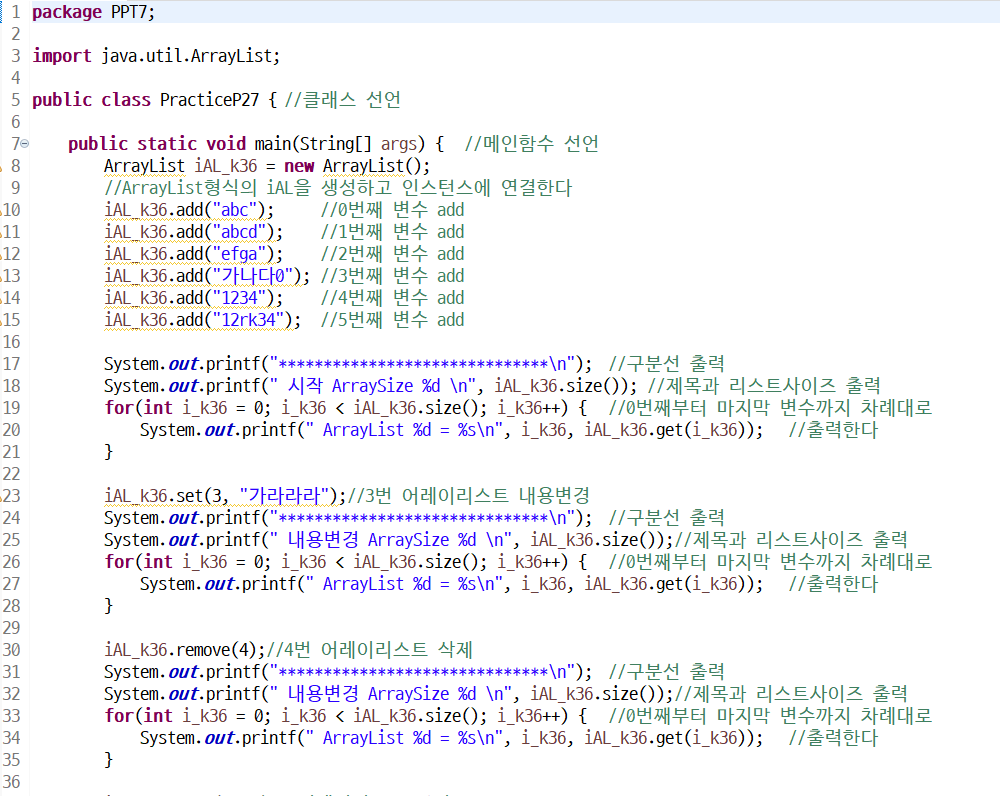 1 package PPT7;
2
3 import java.util.ArrayList;
4
5 public class PracticeP27 { //클래스 선언
6
7 public static void main(String[] args) {  //메인함수 선언
8 ArrayList iAL_k36 = new ArrayList();
9 //ArrayList형식의 iAL을 생성하고 인스턴스에 연결한다
10 iAL_k36.add("abc");     //0번째 변수 add
11 iAL_k36.add("abcd");    //1번째 변수 add
12 iAL_k36.add("efga");    //2번째 변수 add
13 iAL_k36.add("가나다0"); //3번째 변수 add
14 iAL_k36.add("1234");    //4번째 변수 add
15 iAL_k36.add("12rk34");  //5번째 변수 add
16
17 System.out.printf("******************************\n");  //구분선 출력
18 System.out.printf(" 시작 ArraySize %d \n", iAL_k36.size()); //제목과 리스트사이즈 출력
19 for(int i_k36 = 0; i_k36 < iAL_k36.size(); i_k36++) {  //0번째부터 마지막 변수까지 차례대로
20 System.out.printf(" ArrayList %d = %s\n", i_k36, iAL_k36.get(i_k36));   //출력한다
21 }
22
23 iAL_k36.set(3, "가라라라");//3번 어레이리스트 내용변경
24 System.out.printf("******************************\n");  //구분선 출력
25 System.out.printf(" 내용변경 ArraySize %d \n", iAL_k36.size());//제목과 리스트사이즈 출력
26 for(int i_k36 = 0; i_k36 < iAL_k36.size(); i_k36++) {  //0번째부터 마지막 변수까지 차례대로
27 System.out.printf(" ArrayList %d = %s\n", i_k36, iAL_k36.get(i_k36));   //출력한다
28 }
29
30 iAL_k36.remove(4);//4번 어레이리스트 삭제
31 System.out.printf("******************************\n");  //구분선 출력
32 System.out.printf(" 내용변경 ArraySize %d \n", iAL_k36.size());//제목과 리스트사이즈 출력
33 for(int i_k36 = 0; i_k36 < iAL_k36.size(); i_k36++) {  //0번째부터 마지막 변수까지 차례대로
34 System.out.printf(" ArrayList %d = %s\n", i_k36, iAL_k36.get(i_k36));   //출력한다
35 }
36